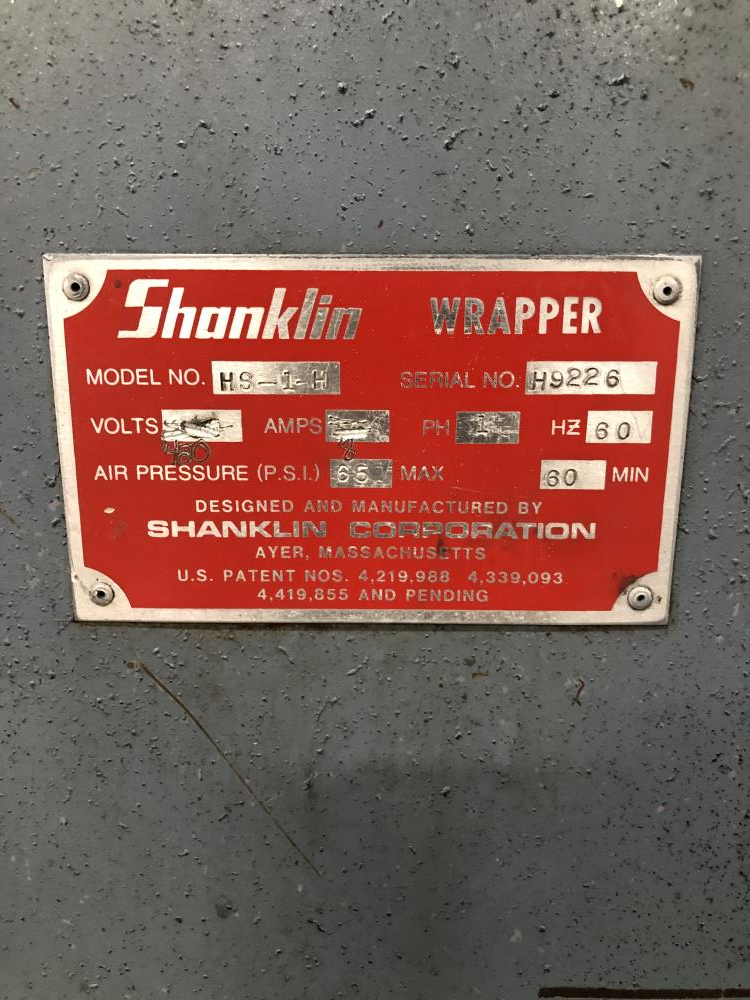 Shanklin WRAPPER
MODEL NO. HS-1-H SERIAL NO. H9226
VOLTS AMPS PH 1 HZ 60
480 8
AIR PRESSURE (P.S.I.) 65 MAX 60 MIN
DESIGNED AND MANUFACTURED BY
SHANKLIN CORPORATION
AYER, MASSACHUSETTS
U.S. PATENT NOS. 4,219,988 4,339,093
4,419,855 AND PENDING